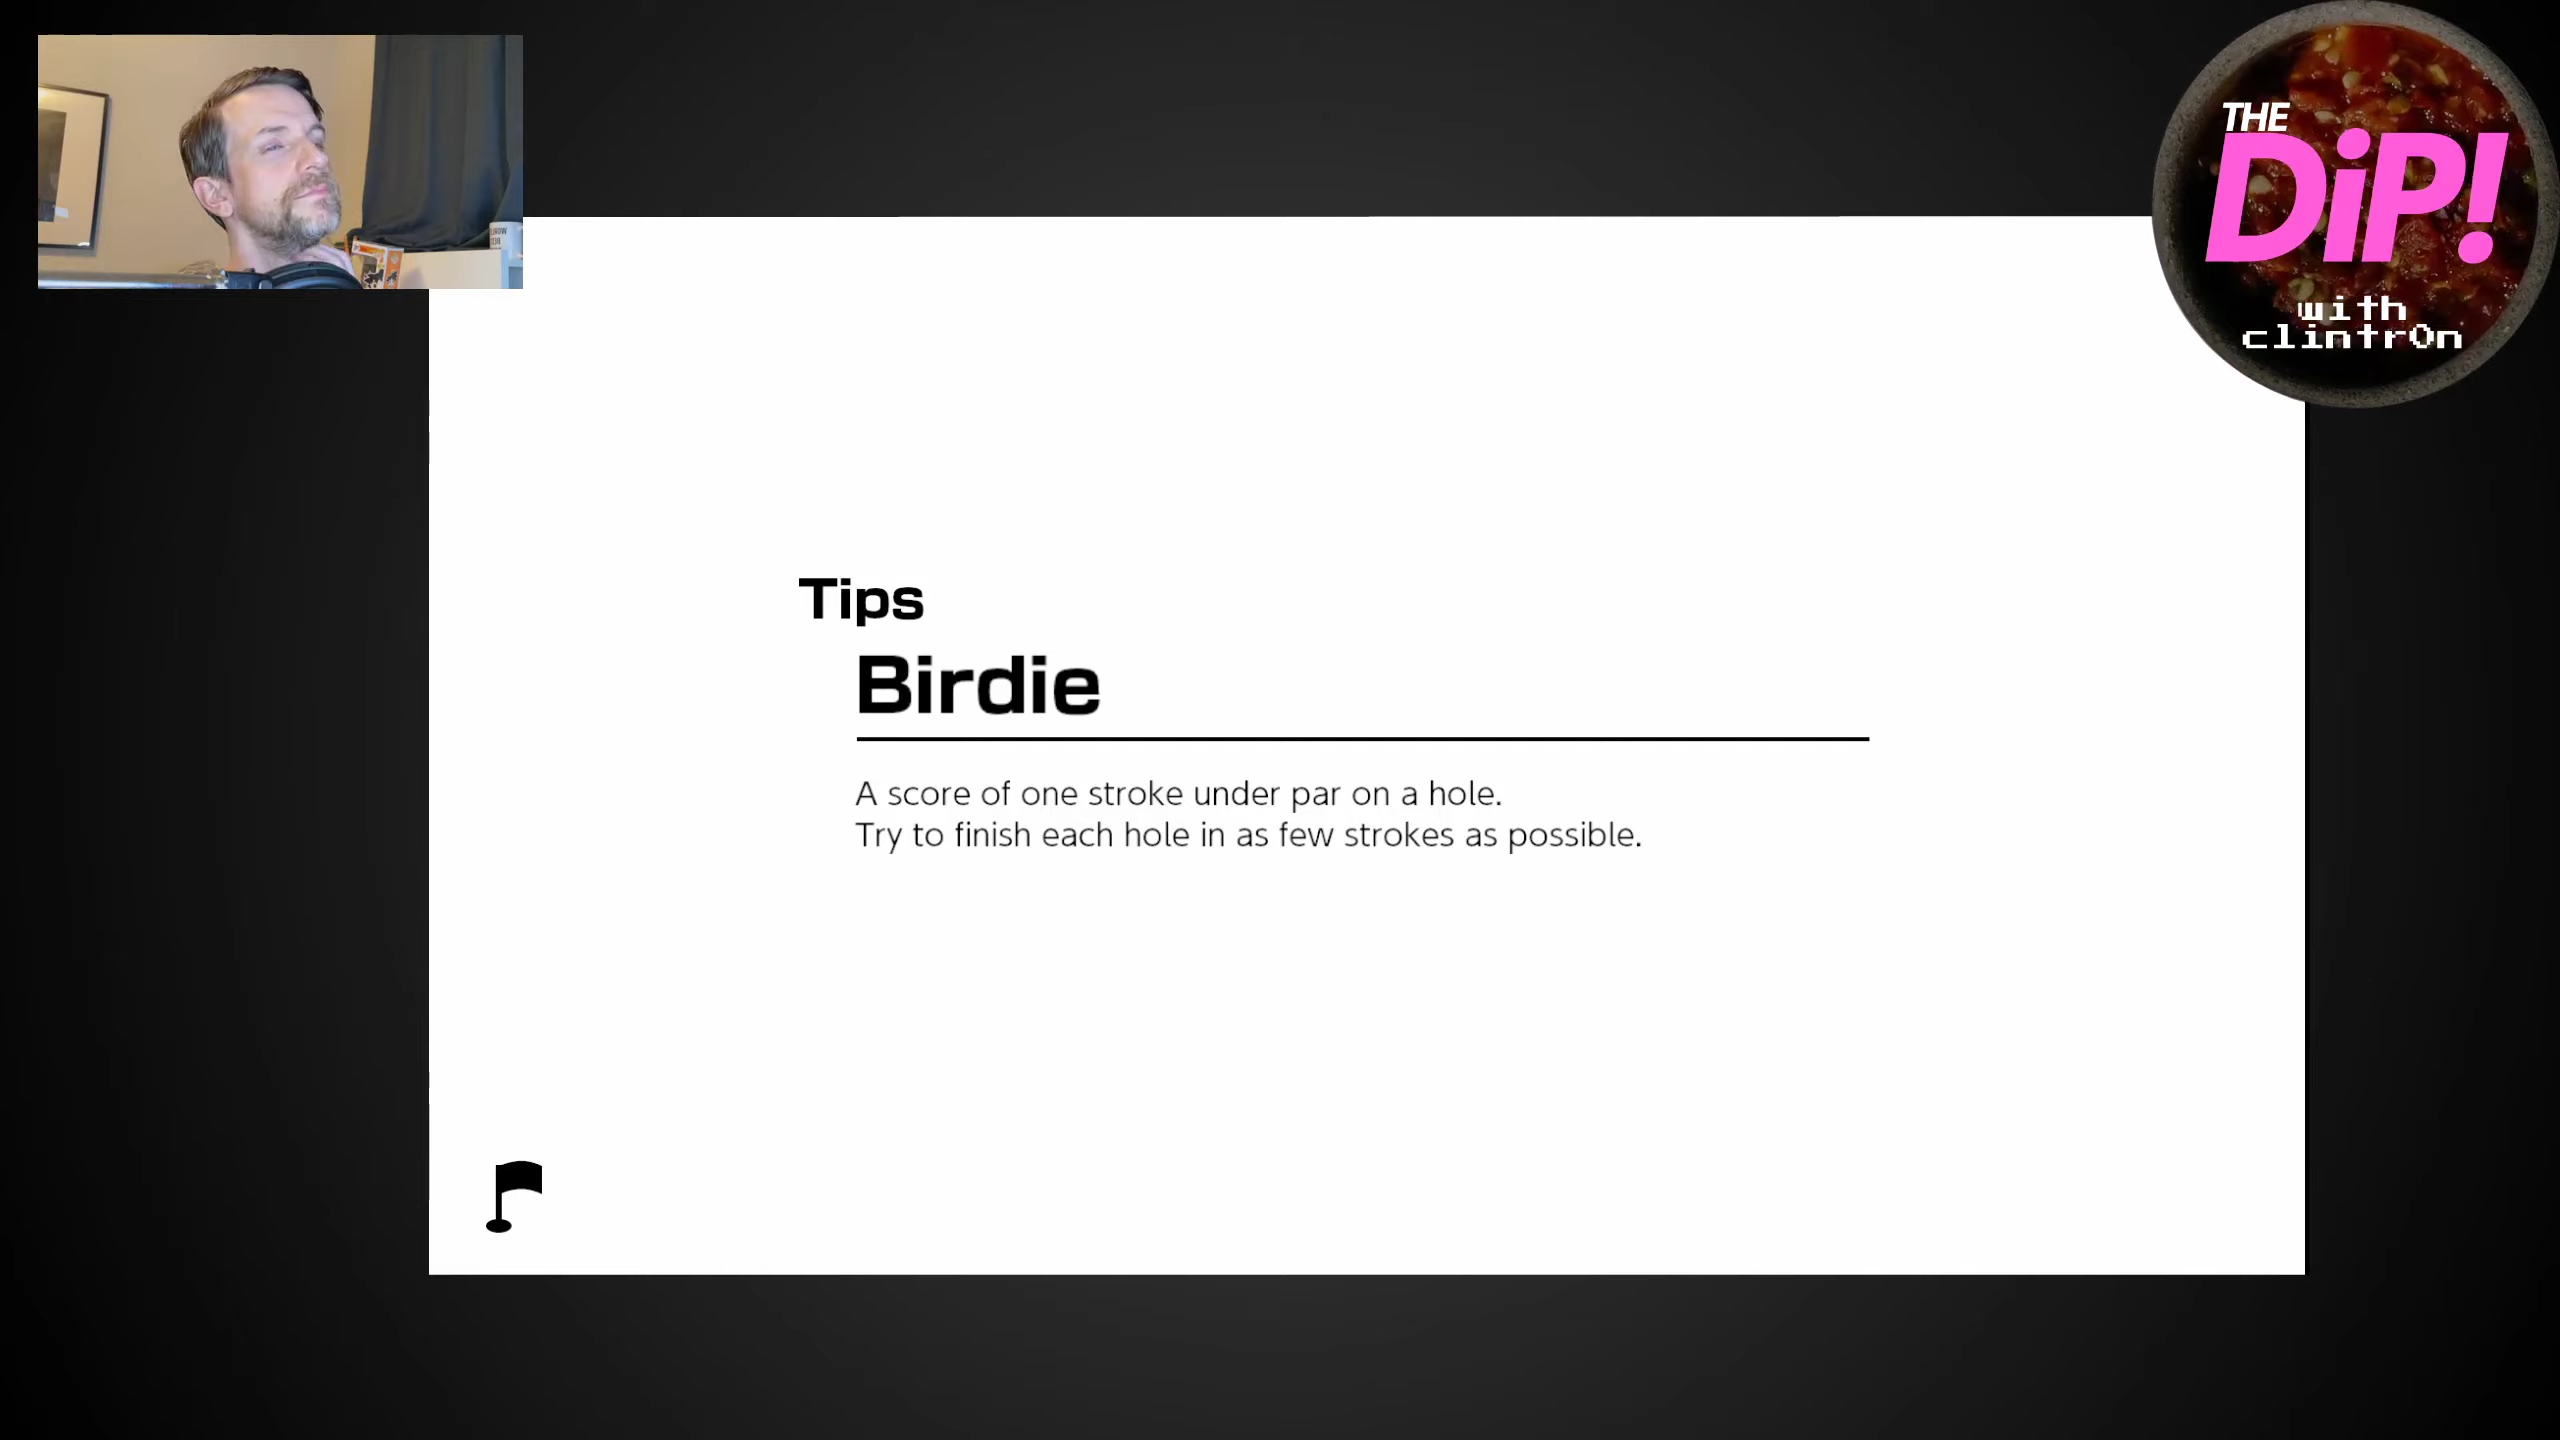 THE
DiP!
with
clintr0n
Tips
Birdie
A score of one stroke under par on a hole.
Try to finish each hole in as few strokes as possible.